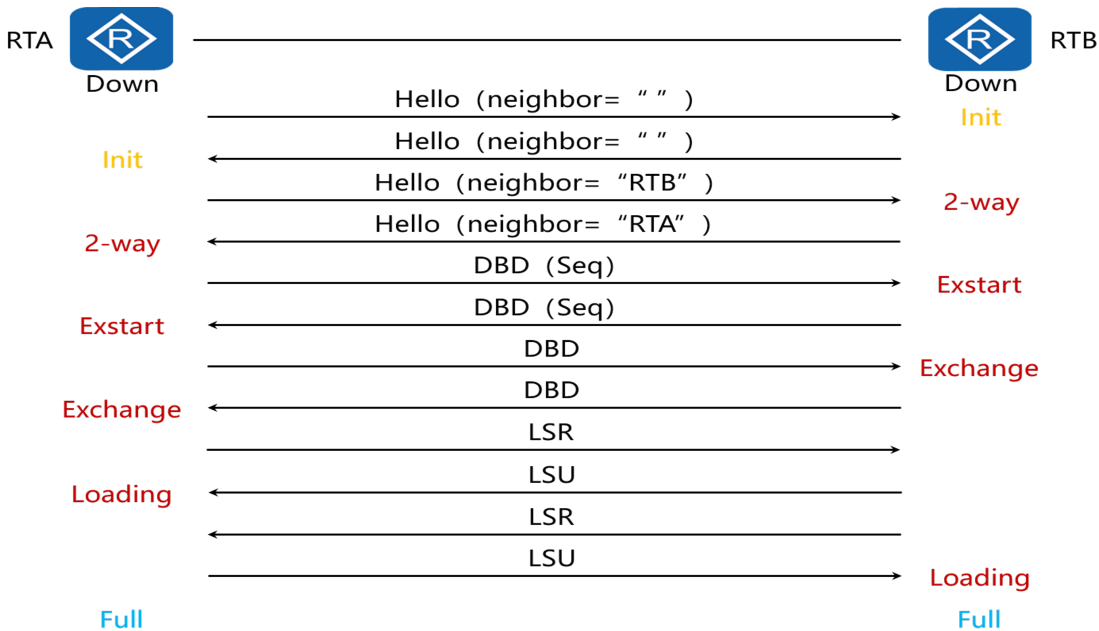 RTA R R RTB
Down Down
Hello (neighbor= “ ” )
Init
Hello (neighbor= “ ” )
Init
Hello (neighbor= “RTB” )
2-way
Hello (neighbor= “RTA” )
2-way
DBD (Seq)
Exstart
DBD (Seq)
Exstart
DBD
Exchange
DBD
Exchange
LSR
LSU
Loading
LSR
LSU
Loading
Full Full